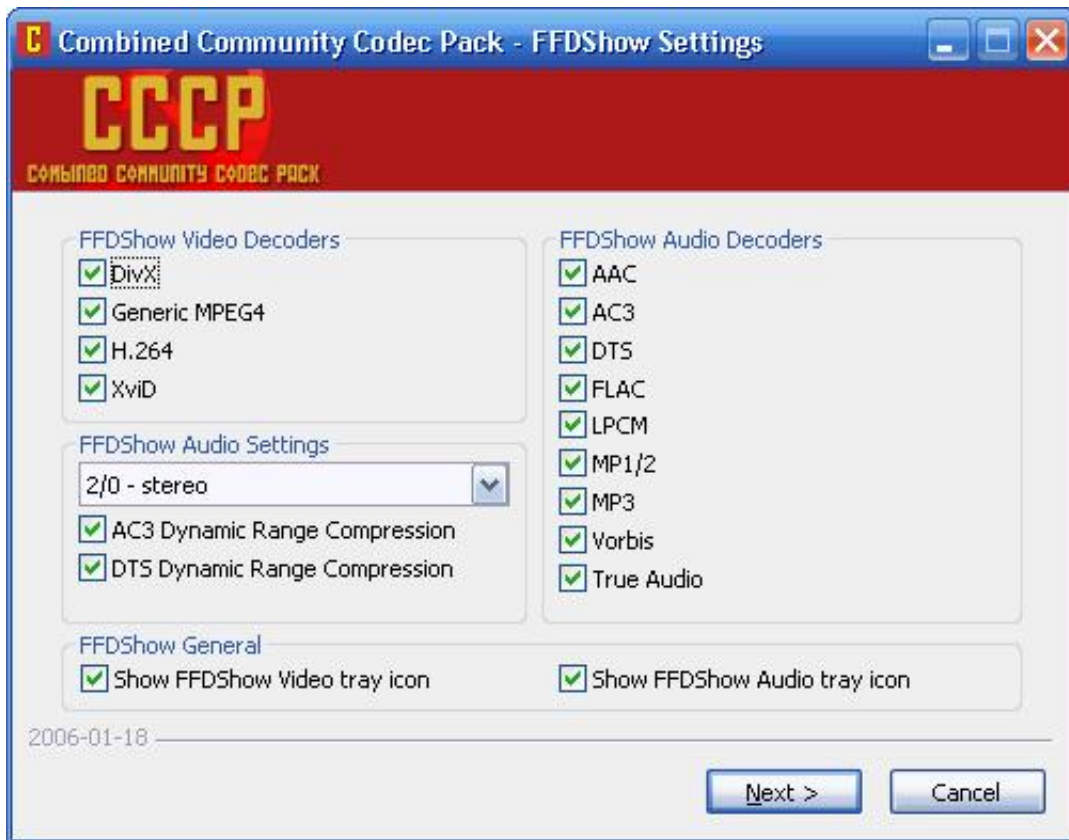 C Combined Community Codec Pack - FFDShow Settings
CCCP
COMBINED COMMUNITY CODEC PACK
FFDShow Video Decoders
DivX
Generic MPEG4
H.264
XviD
FFDShow Audio Settings
2/0 - stereo
AC3 Dynamic Range Compression
DTS Dynamic Range Compression
FFDShow Audio Decoders
AAC
AC3
DTS
FLAC
LPCM
MP1/2
MP3
Vorbis
True Audio
FFDShow General
Show FFDShow Video tray icon
Show FFDShow Audio tray icon
2006-01-18
Next >
Cancel